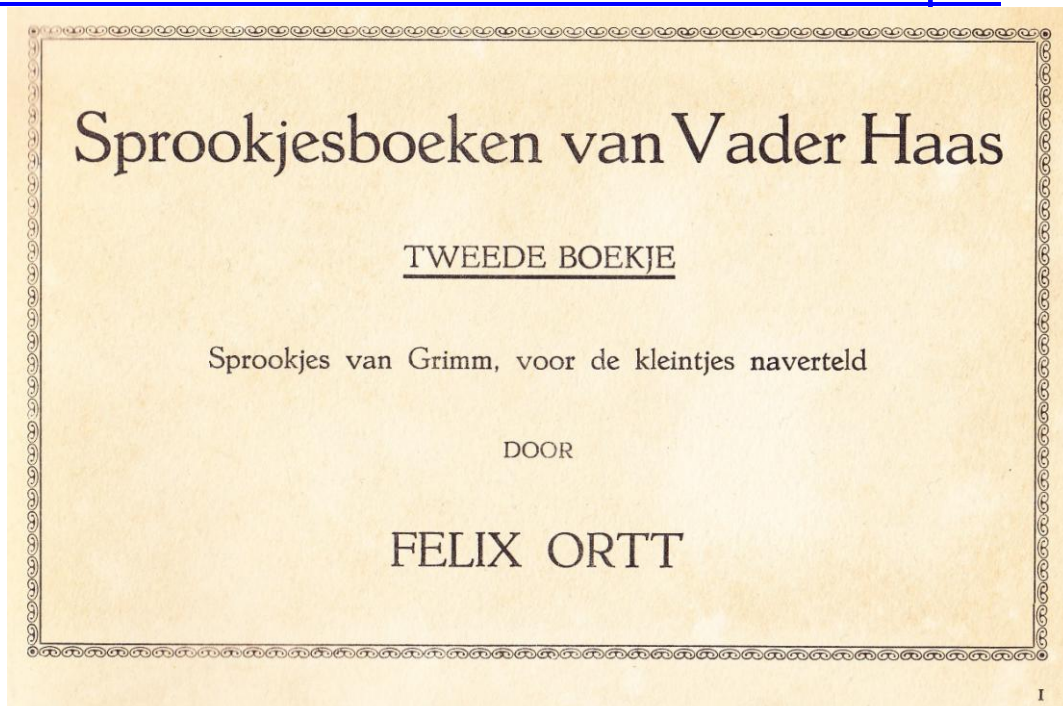 Sprookjesboeken van Vader Haas
TWEEDE BOEKJE
Sprookjes van Grimm, voor de kleintjes naverteld
DOOR
FELIX ORTT
I